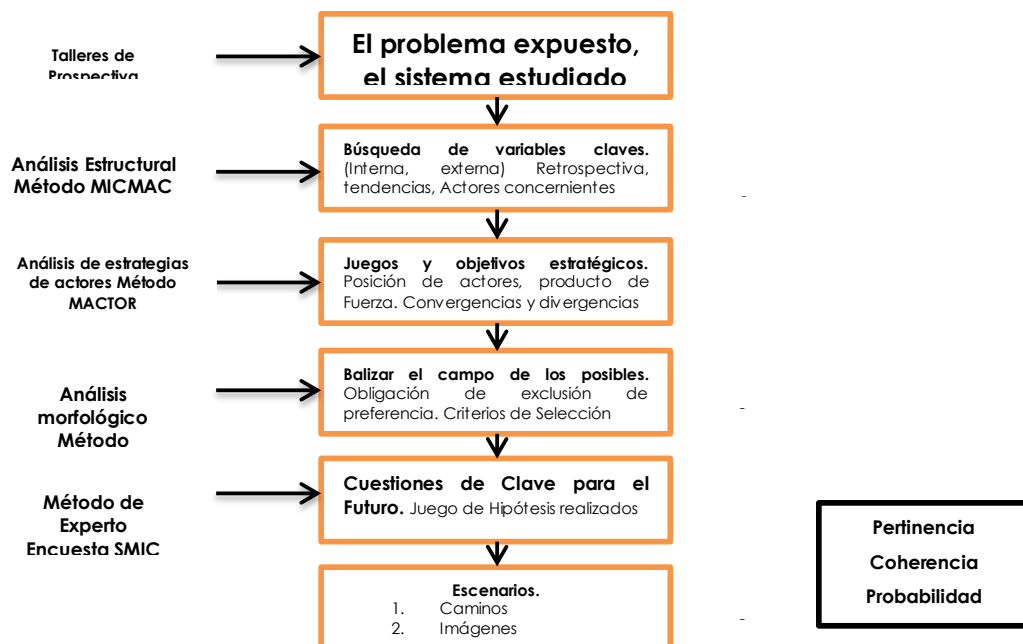 Talleres de
Prospectiva
El problema expuesto,
el sistema estudiado
Análisis Estructural
Método MICMAC
Búsqueda de variables claves.
(Interna, externa) Retrospectiva,
tendencias, Actores concernientes
Análisis de estrategias
de actores Método
MACTOR
Juegos y objetivos estratégicos.
Posición de actores, producto de
Fuerza. Convergencias y divergencias
Análisis
morfológico
Método
Balizar el campo de los posibles.
Obligación de exclusión de
preferencia. Criterios de Selección
Método de
Experto
Encuesta SMIC
Cuestiones de Clave para el
Futuro. Juego de Hipótesis realizados
Escenarios.
1. Caminos
2. Imágenes
Pertinencia
Coherencia
Probabilidad